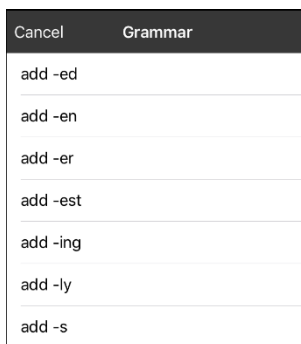 Cancel Grammar
add -ed
add -en
add -er
add -est
add -ing
add -ly
add -s